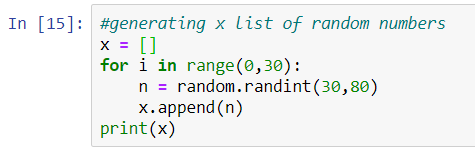 In [15]: #generating x list of random numbers
x = []
for i in range(0,30):
    n = random.randint(30,80)
    x.append(n)
print(x)